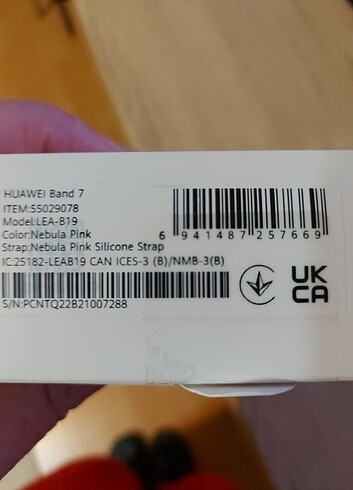 HUAWEI Band 7
ITEM:55029078
Model:LEA-B19
Color:Nebula Pink
Strap:Nebula Pink Silicone Strap
IC:25182-LEAB19 CAN ICES-3 (B)/NMB-3(B)
S/N:PCNTQ22B21007288
6 941487 257669
UK
CA